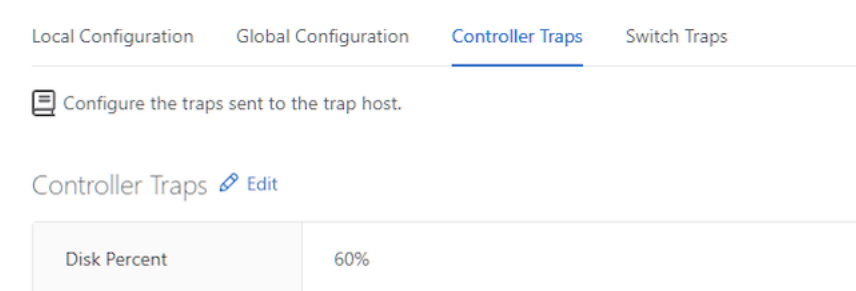 Local Configuration Global Configuration Controller Traps Switch Traps
Configure the traps sent to the trap host.
Controller Traps Edit
Disk Percent 60%